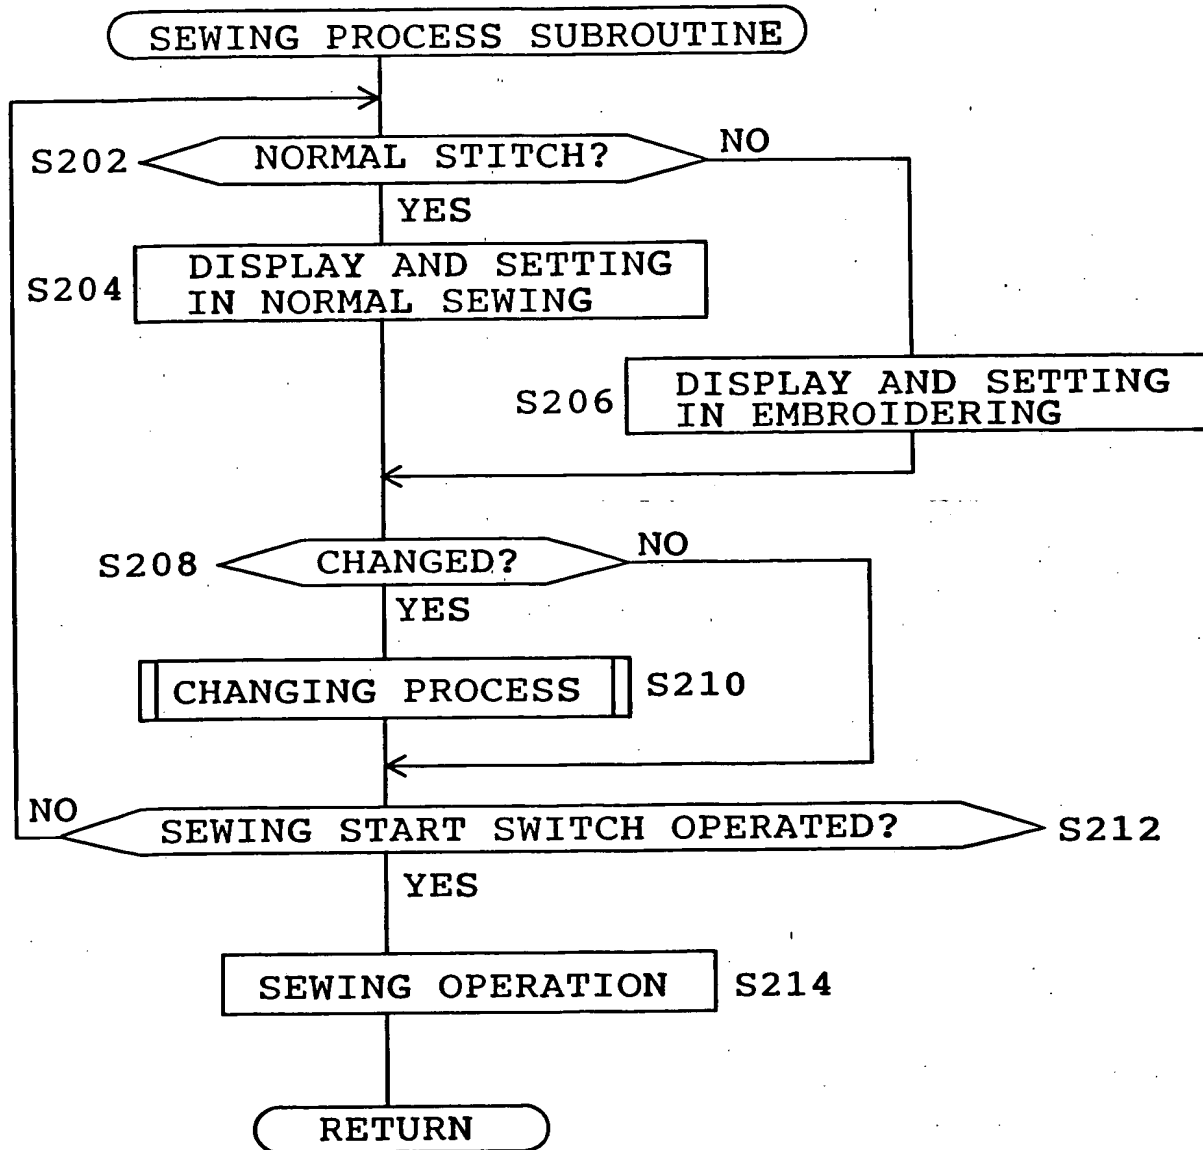 SEWING PROCESS SUBROUTINE
S202
NORMAL STITCH?
NO
YES
S204
DISPLAY AND SETTING
IN NORMAL SEWING
S206
DISPLAY AND SETTING
IN EMBROIDERING
S208
CHANGED?
NO
YES
CHANGING PROCESS
S210
NO
SEWING START SWITCH OPERATED?
S212
YES
SEWING OPERATION
S214
RETURN